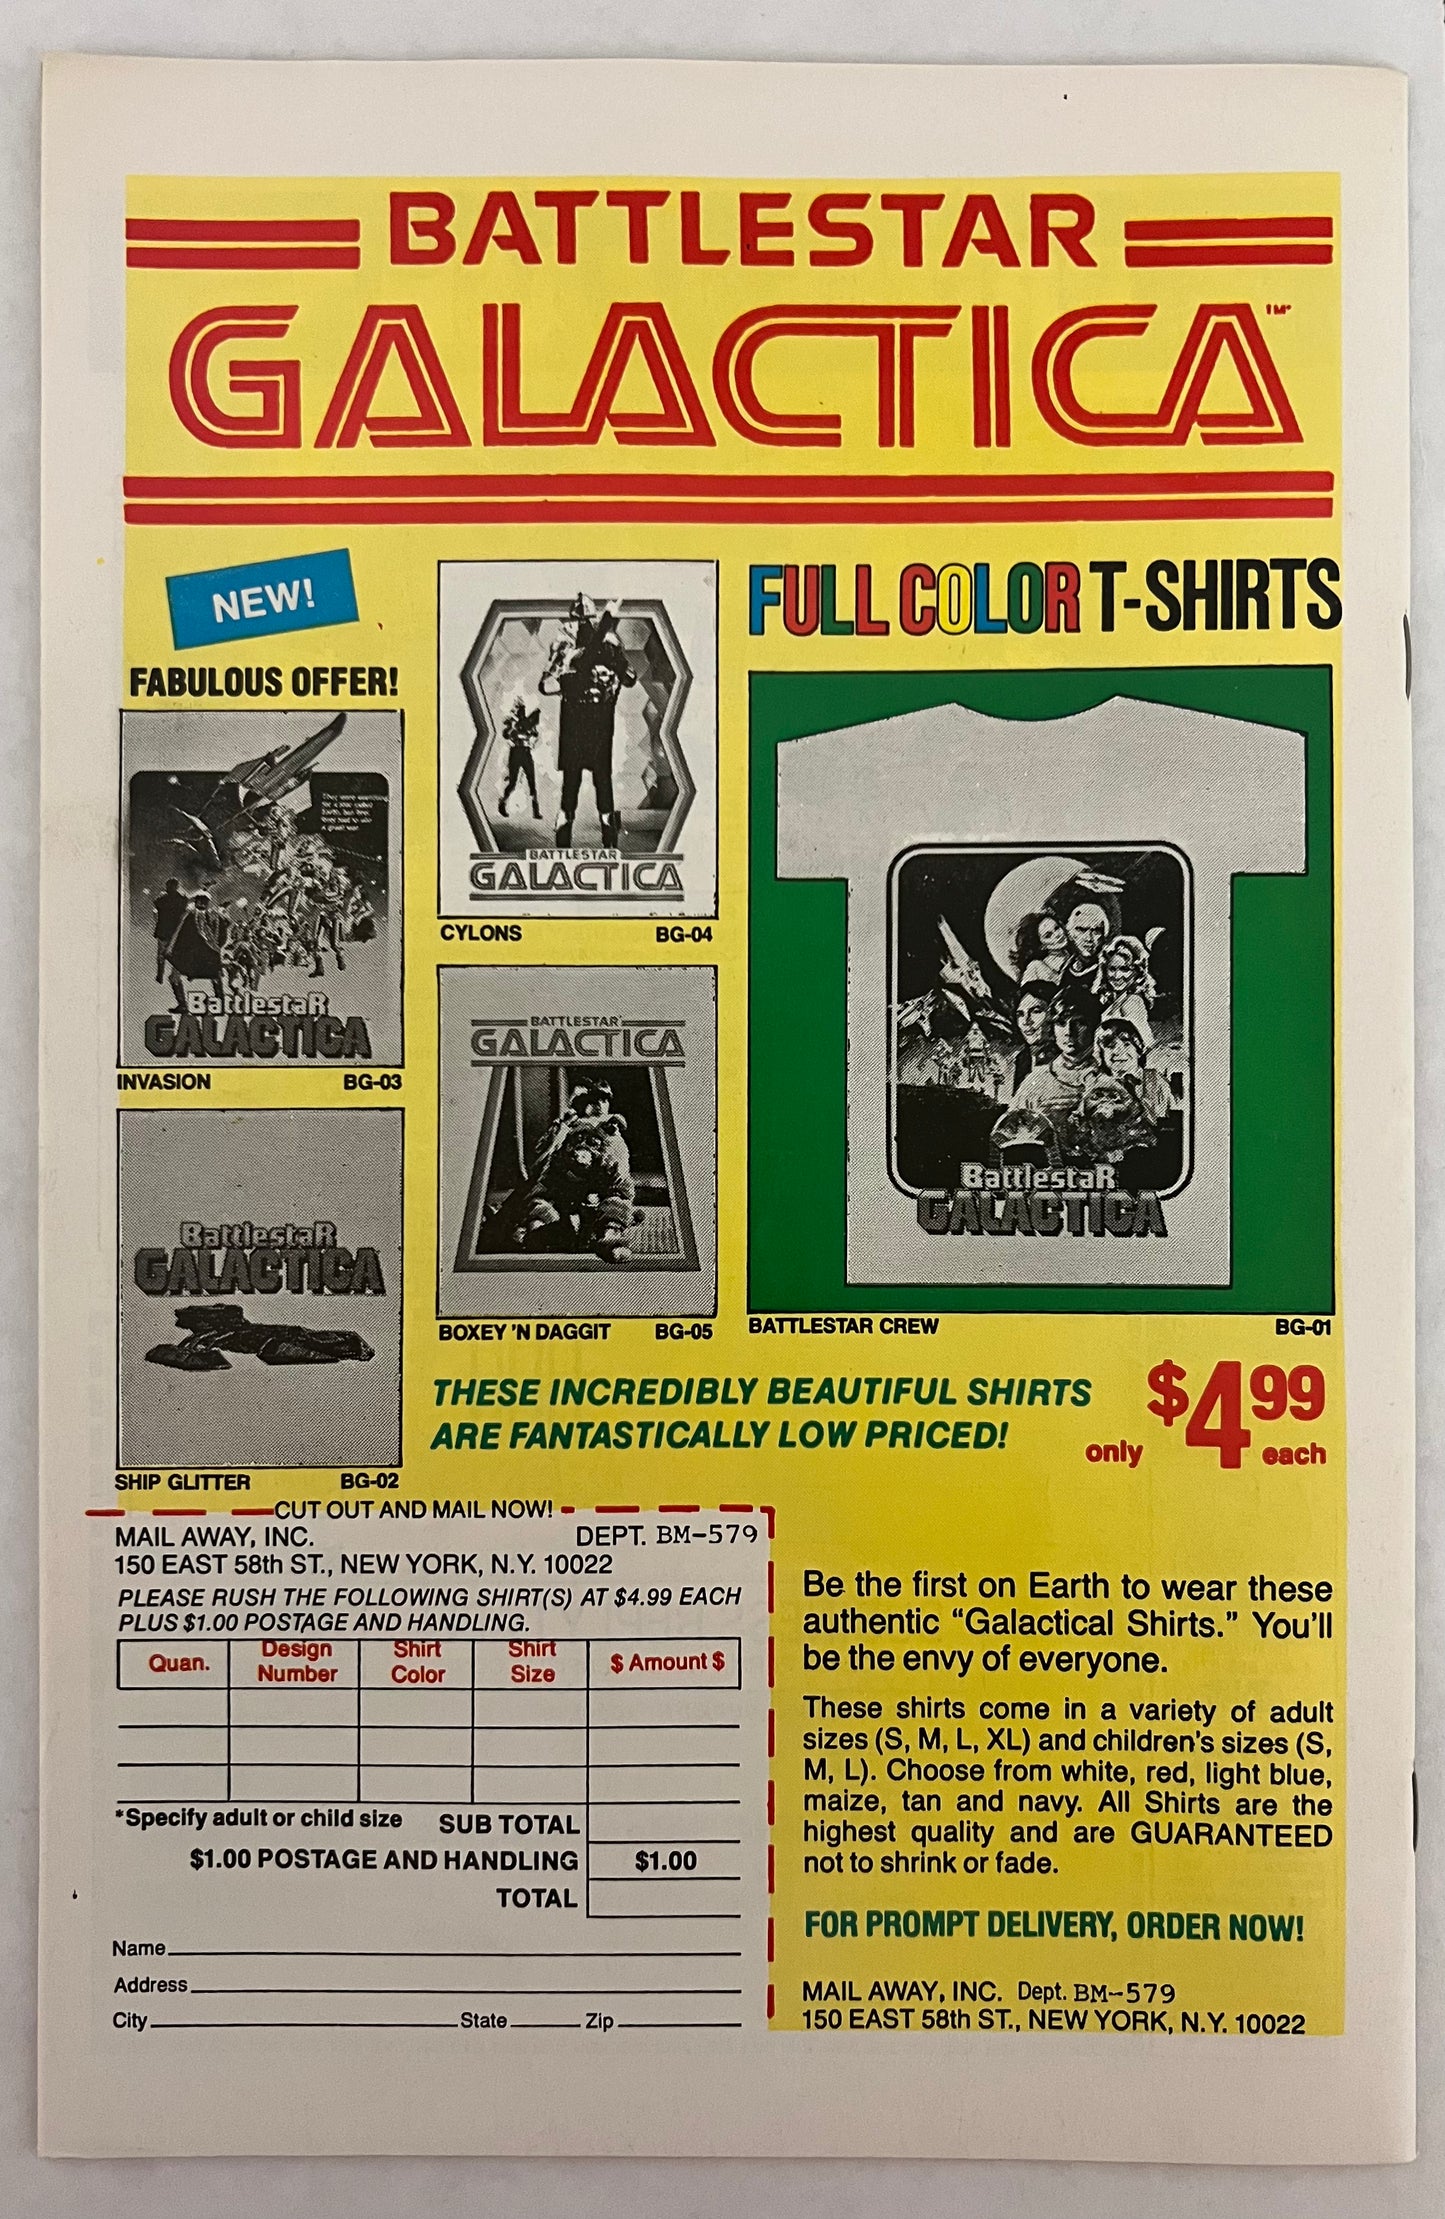 BATTLESTAR
GALACTICA™
NEW!
FABULOUS OFFER!
FULL COLOR T-SHIRTS
Battlestar
GALACTICA
INVASION BG-03
BATTLESTAR
GALACTICA
CYLONS BG-04
Battlestar
GALACTICA
SHIP GLITTER BG-02
BATTLESTAR
GALACTICA
BOXEY 'N DAGGIT BG-05
Battlestar
GALACTICA
BATTLESTAR CREW BG-01
THESE INCREDIBLY BEAUTIFUL SHIRTS
ARE FANTASTICALLY LOW PRICED!
only $4.99 each
CUT OUT AND MAIL NOW!
MAIL AWAY, INC. DEPT. BM-579
150 EAST 58th ST., NEW YORK, N.Y. 10022
PLEASE RUSH THE FOLLOWING SHIRT(S) AT $4.99 EACH
PLUS $1.00 POSTAGE AND HANDLING.
Quan. Design Number Shirt Color Shirt Size $ Amount $
*Specify adult or child size SUB TOTAL
$1.00 POSTAGE AND HANDLING $1.00
TOTAL
Name
Address
City State Zip
Be the first on Earth to wear these
authentic “Galactical Shirts.” You'll
be the envy of everyone.
These shirts come in a variety of adult
sizes (S, M, L, XL) and children's sizes (S,
M, L). Choose from white, red, light blue,
maize, tan and navy. All Shirts are the
highest quality and are GUARANTEED
not to shrink or fade.
FOR PROMPT DELIVERY, ORDER NOW!
MAIL AWAY, INC. Dept. BM-579
150 EAST 58th ST., NEW YORK, N.Y. 10022